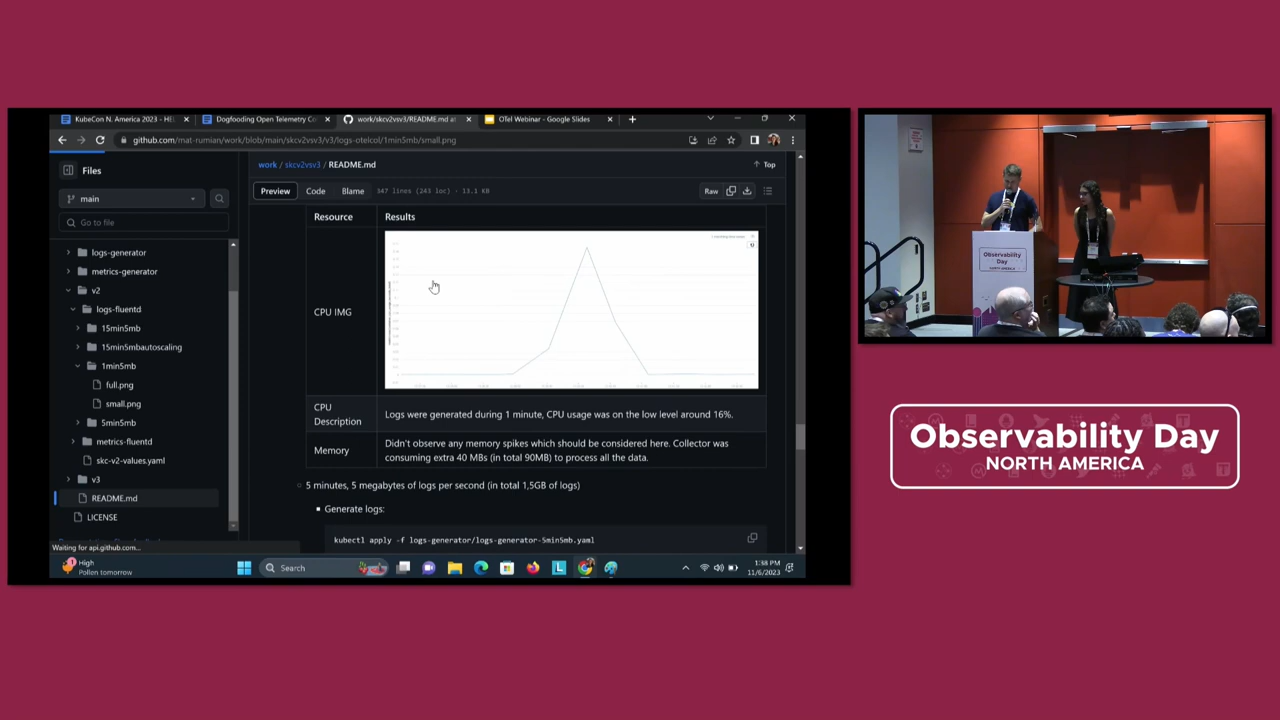 KubeCon N. America 2023 - HE
Dogfooding Open Telemetry Co
work/skcv2vsv3/README.md at
OTel Webinar - Google Slides
github.com/mat-rumian/work/blob/main/skcv2vsv3/v3/logs-otelcol/1min5mb/small.png
Files
main
Go to file
logs-generator
metrics-generator
v2
logs-fluentd
15min5mb
15min5mbautoscaling
1min5mb
full.png
small.png
5min5mb
metrics-fluentd
skc-v2-values.yaml
v3
README.md
LICENSE
Waiting for api.github.com...
work / skcv2vsv3 / README.md
Top
Preview Code Blame 347 lines (243 loc) · 13.1 KB
Raw
Resource Results
CPU IMG
CPU Description
Logs were generated during 1 minute, CPU usage was on the low level around 16%.
Memory
Didn't observe any memory spikes which should be considered here. Collector was
consuming extra 40 MBs (in total 90MB) to process all the data.
5 minutes, 5 megabytes of logs per second (in total 1,5GB of logs)
Generate logs:
kubectl apply -f logs-generator/logs-generator-5min5mb.yaml
High
Pollen tomorrow
Search
1:38 PM
11/6/2023
Observability
Day
NORTH AMERICA
Observability Day
NORTH AMERICA